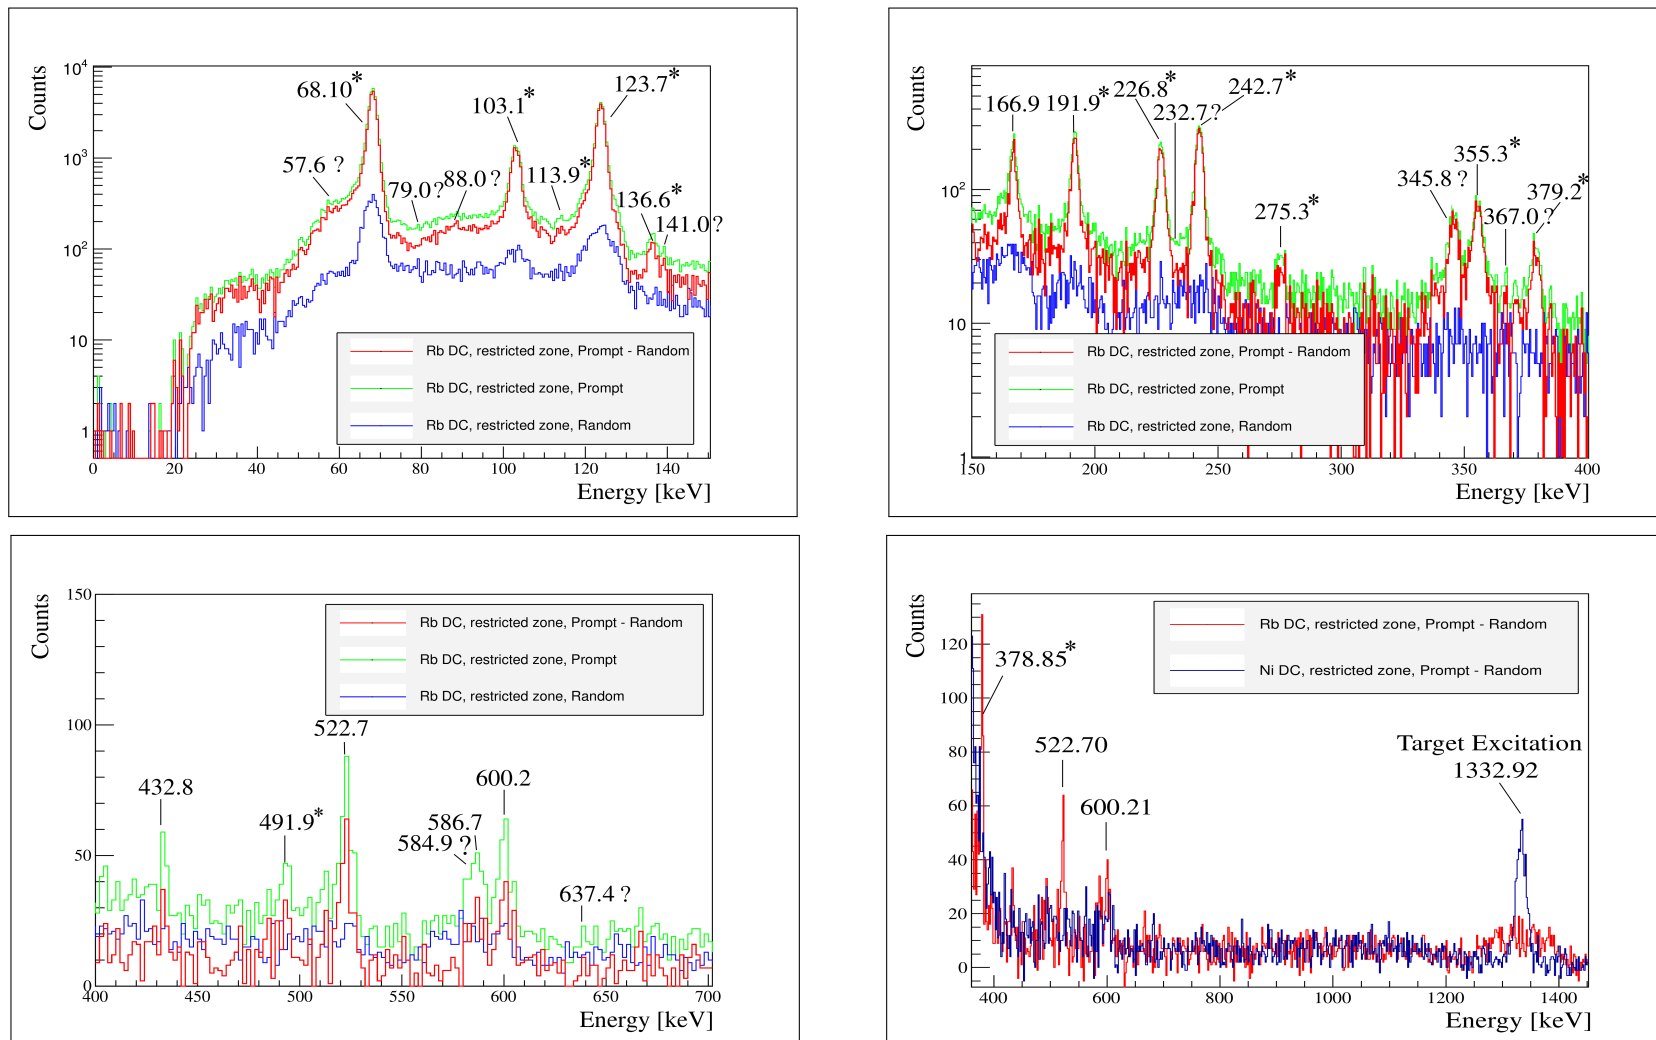 Counts
10^4
10^3
10^2
10
1
68.10*
57.6 ?
79.0?
88.0 ?
103.1*
113.9*
123.7*
136.6*
141.0?
Rb DC, restricted zone, Prompt - Random
Rb DC, restricted zone, Prompt
Rb DC, restricted zone, Random
0 20 40 60 80 100 120 140
Energy [keV]
Counts
10^2
10
1
166.9
191.9*
226.8*
232.7?
242.7*
275.3*
345.8 ?
355.3*
367.0 ?
379.2*
Rb DC, restricted zone, Prompt - Random
Rb DC, restricted zone, Prompt
Rb DC, restricted zone, Random
150 200 250 300 350 400
Energy [keV]
Counts
150
100
50
0
Rb DC, restricted zone, Prompt - Random
Rb DC, restricted zone, Prompt
Rb DC, restricted zone, Random
432.8
491.9*
522.7
586.7
584.9 ?
600.2
637.4 ?
400 450 500 550 600 650 700
Energy [keV]
Counts
120
100
80
60
40
20
0
Rb DC, restricted zone, Prompt - Random
Ni DC, restricted zone, Prompt - Random
378.85*
522.70
600.21
Target Excitation
1332.92
400 600 800 1000 1200 1400
Energy [keV]